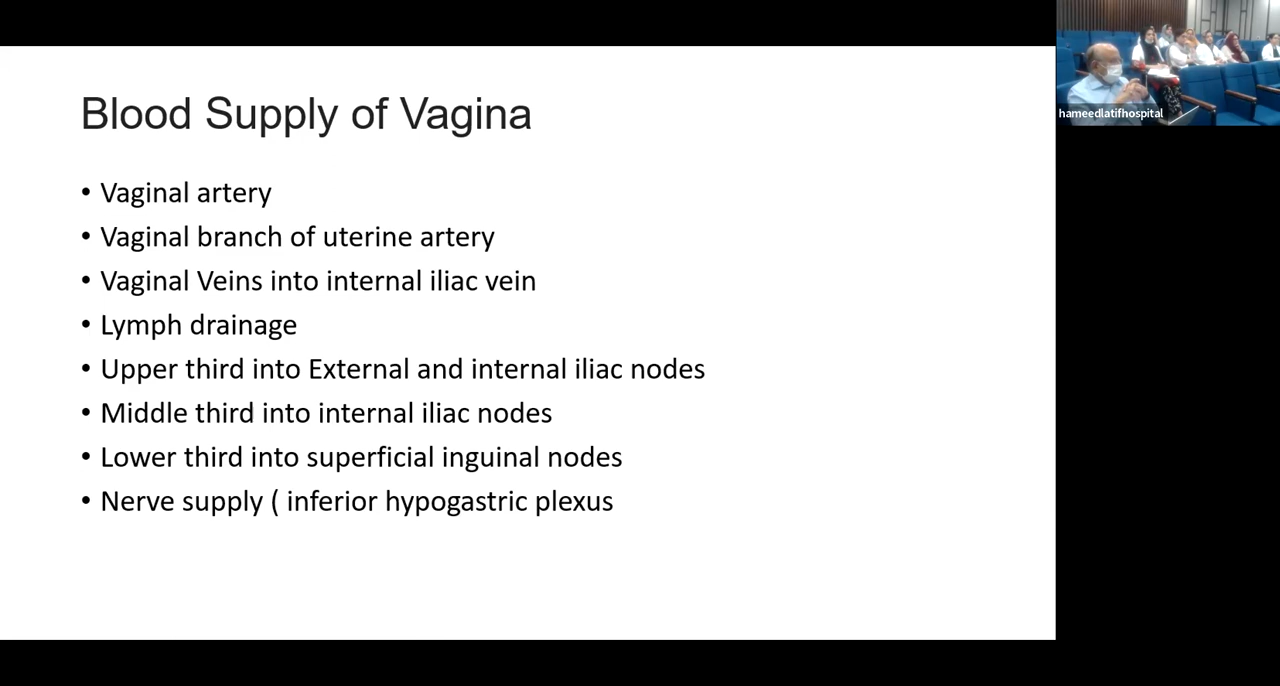 Blood Supply of Vagina
• Vaginal artery
• Vaginal branch of uterine artery
• Vaginal Veins into internal iliac vein
• Lymph drainage
• Upper third into External and internal iliac nodes
• Middle third into internal iliac nodes
• Lower third into superficial inguinal nodes
• Nerve supply ( inferior hypogastric plexus
hameedlatifhospital